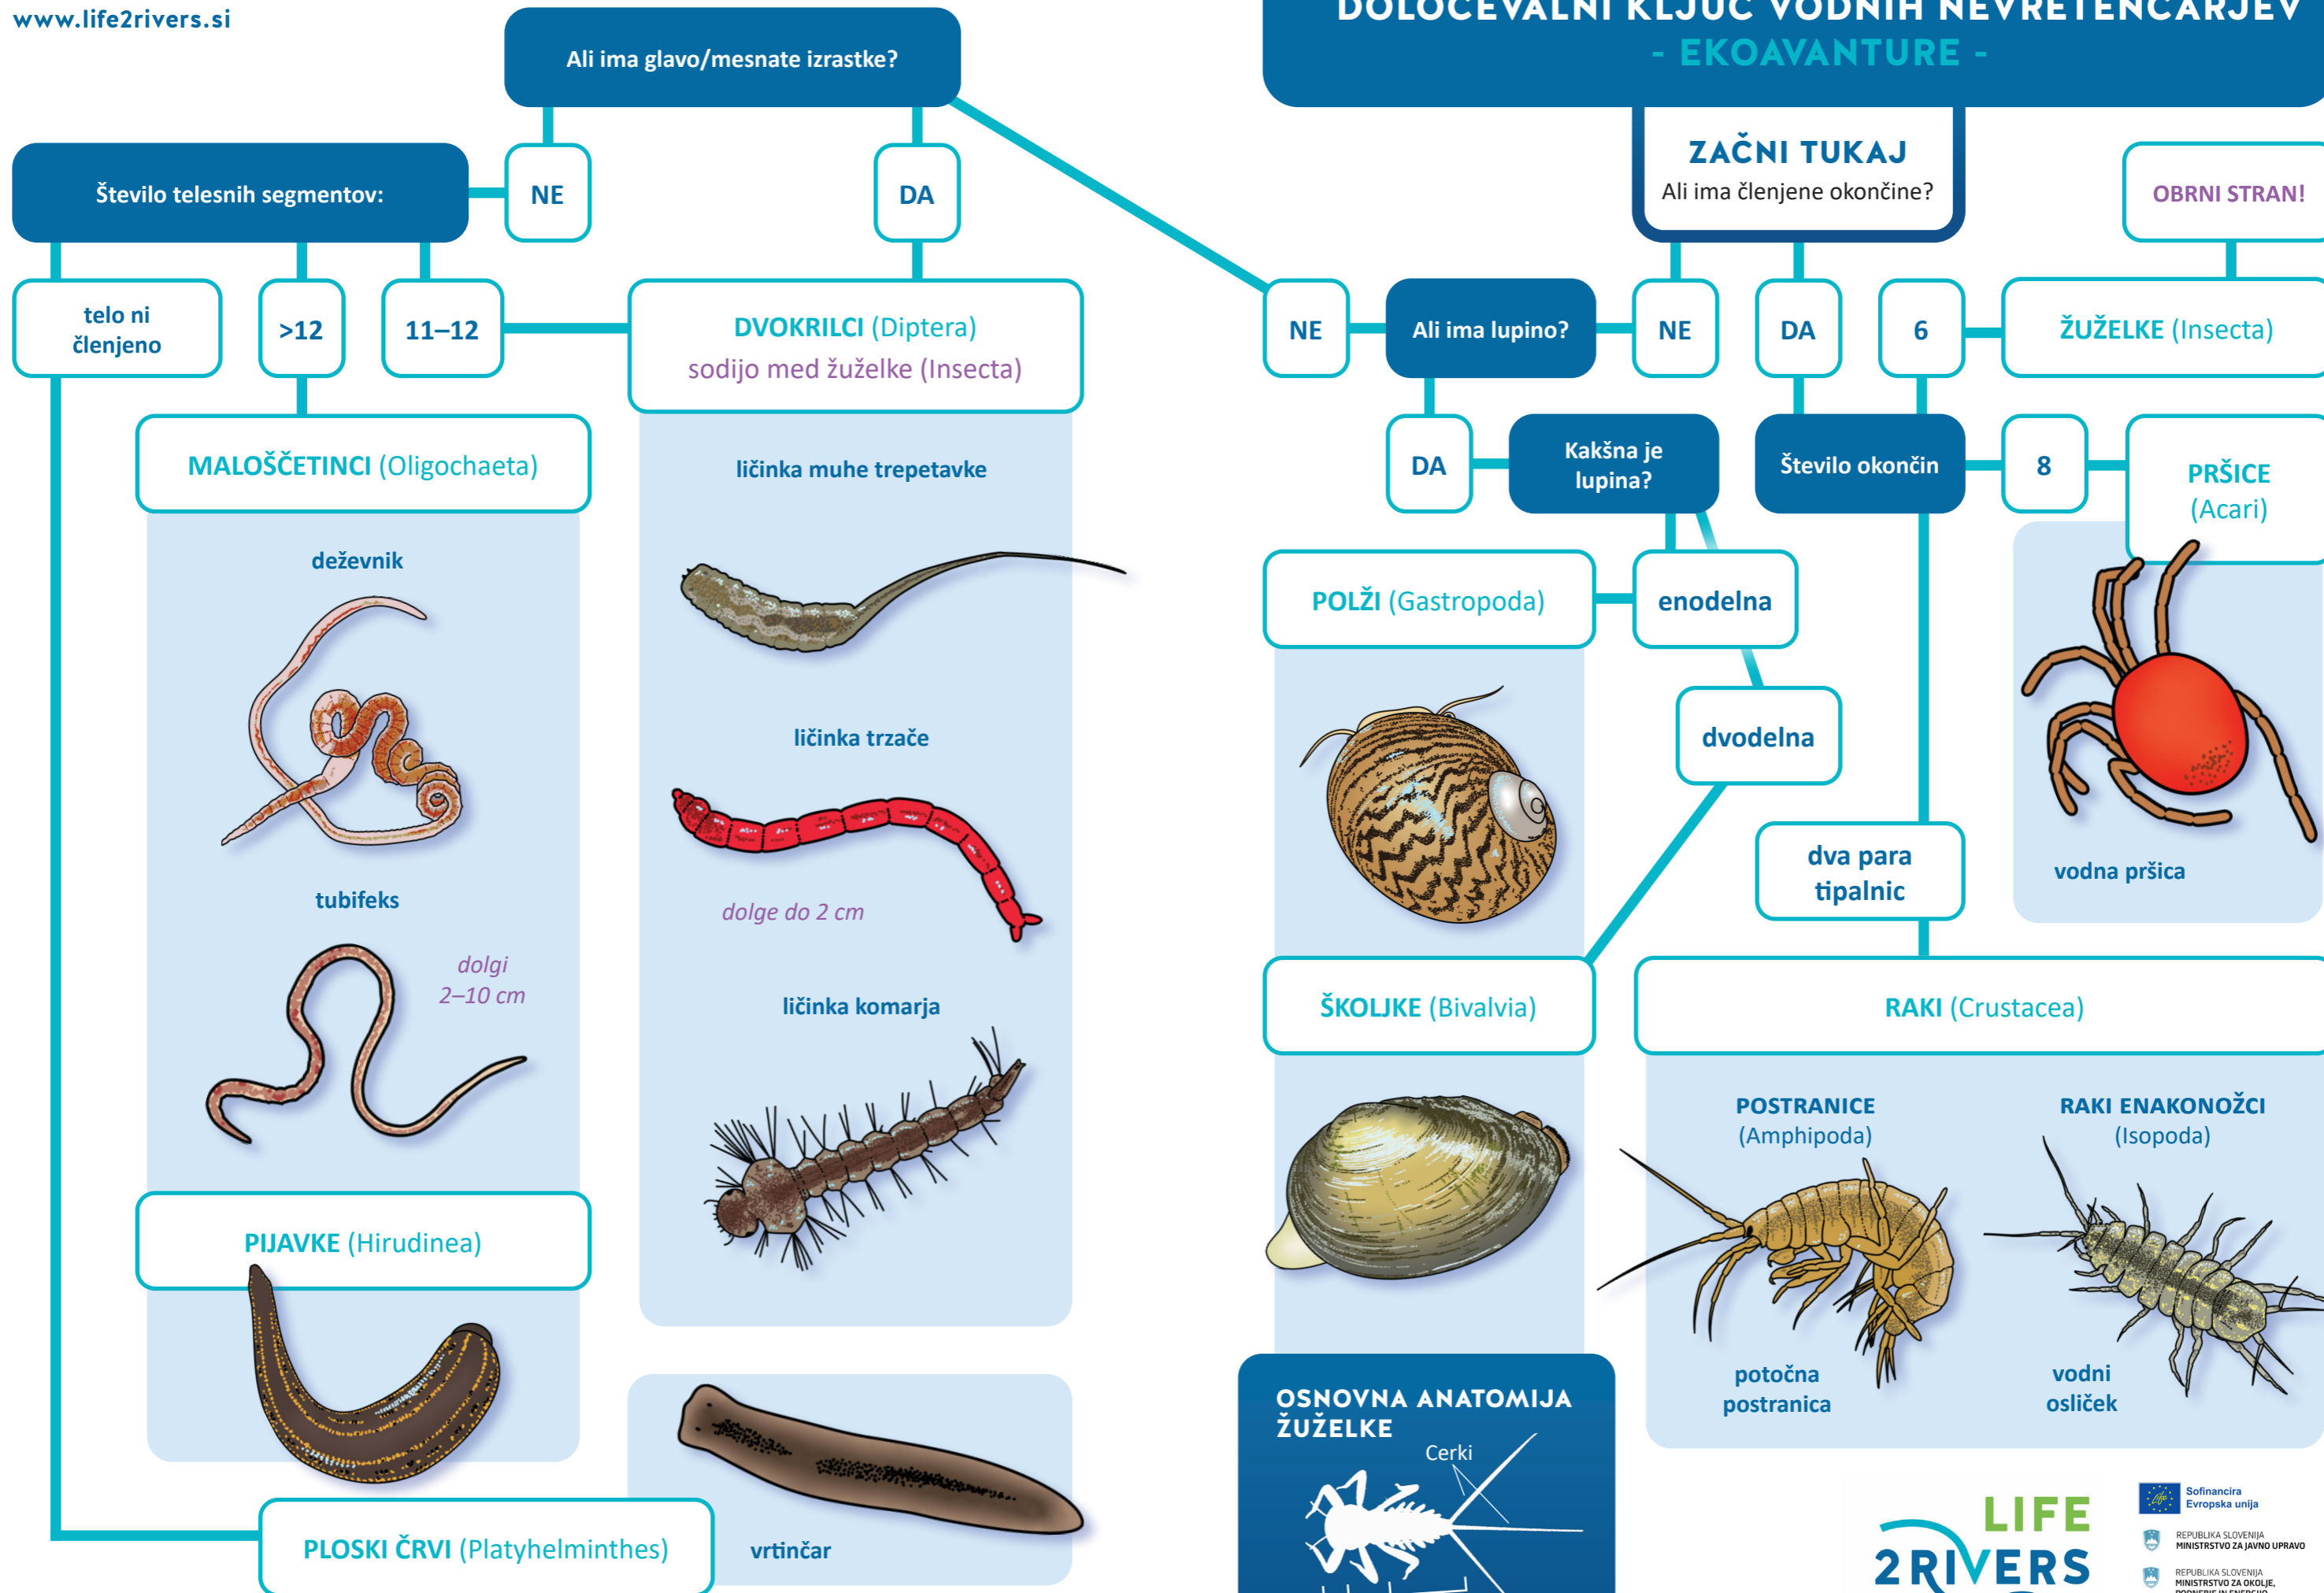 www.life2rivers.si
DOLOČEVALNI KLJUČ VODNIH NEVRETENČARJEV
- EKOAVANTURE -
ZAČNI TUKAJ
Ali ima členjene okončine?
OBRNI STRAN!
Ali ima glavo/mesnate izrastke?
Število telesnih segmentov:
NE
DA
telo ni
členjeno
>12
11–12
DVOKRILCI (Diptera)
sodijo med žuželke (Insecta)
NE
Ali ima lupino?
NE
DA
6
ŽUŽELKE (Insecta)
DA
Kakšna je
lupina?
Število okončin
8
PRŠICE
(Acari)
MALOŠČETINCI (Oligochaeta)
deževnik
tubifeks
dolgi
2–10 cm
PIJAVKE (Hirudinea)
PLOSKI ČRVI (Platyhelminthes)
ličinka muhe trepetavke
ličinka trzače
dolge do 2 cm
ličinka komarja
vrtinčar
POLŽI (Gastropoda)
enodelna
dvodelna
ŠKOLJKE (Bivalvia)
dva para
tipalnic
vodna pršica
RAKI (Crustacea)
POSTRANICE
(Amphipoda)
potočna
postranica
RAKI ENAKONOŽCI
(Isopoda)
vodni
osliček
OSNOVNA ANATOMIJA
ŽUŽELKE
Cerki
LIFE
2RIVERS
Life
Sofinancira
Evropska unija
REPUBLIKA SLOVENIJA
MINISTRSTVO ZA JAVNO UPRAVO
REPUBLIKA SLOVENIJA
MINISTRSTVO ZA OKOLJE,
PODNEBJE IN ENERGIJO